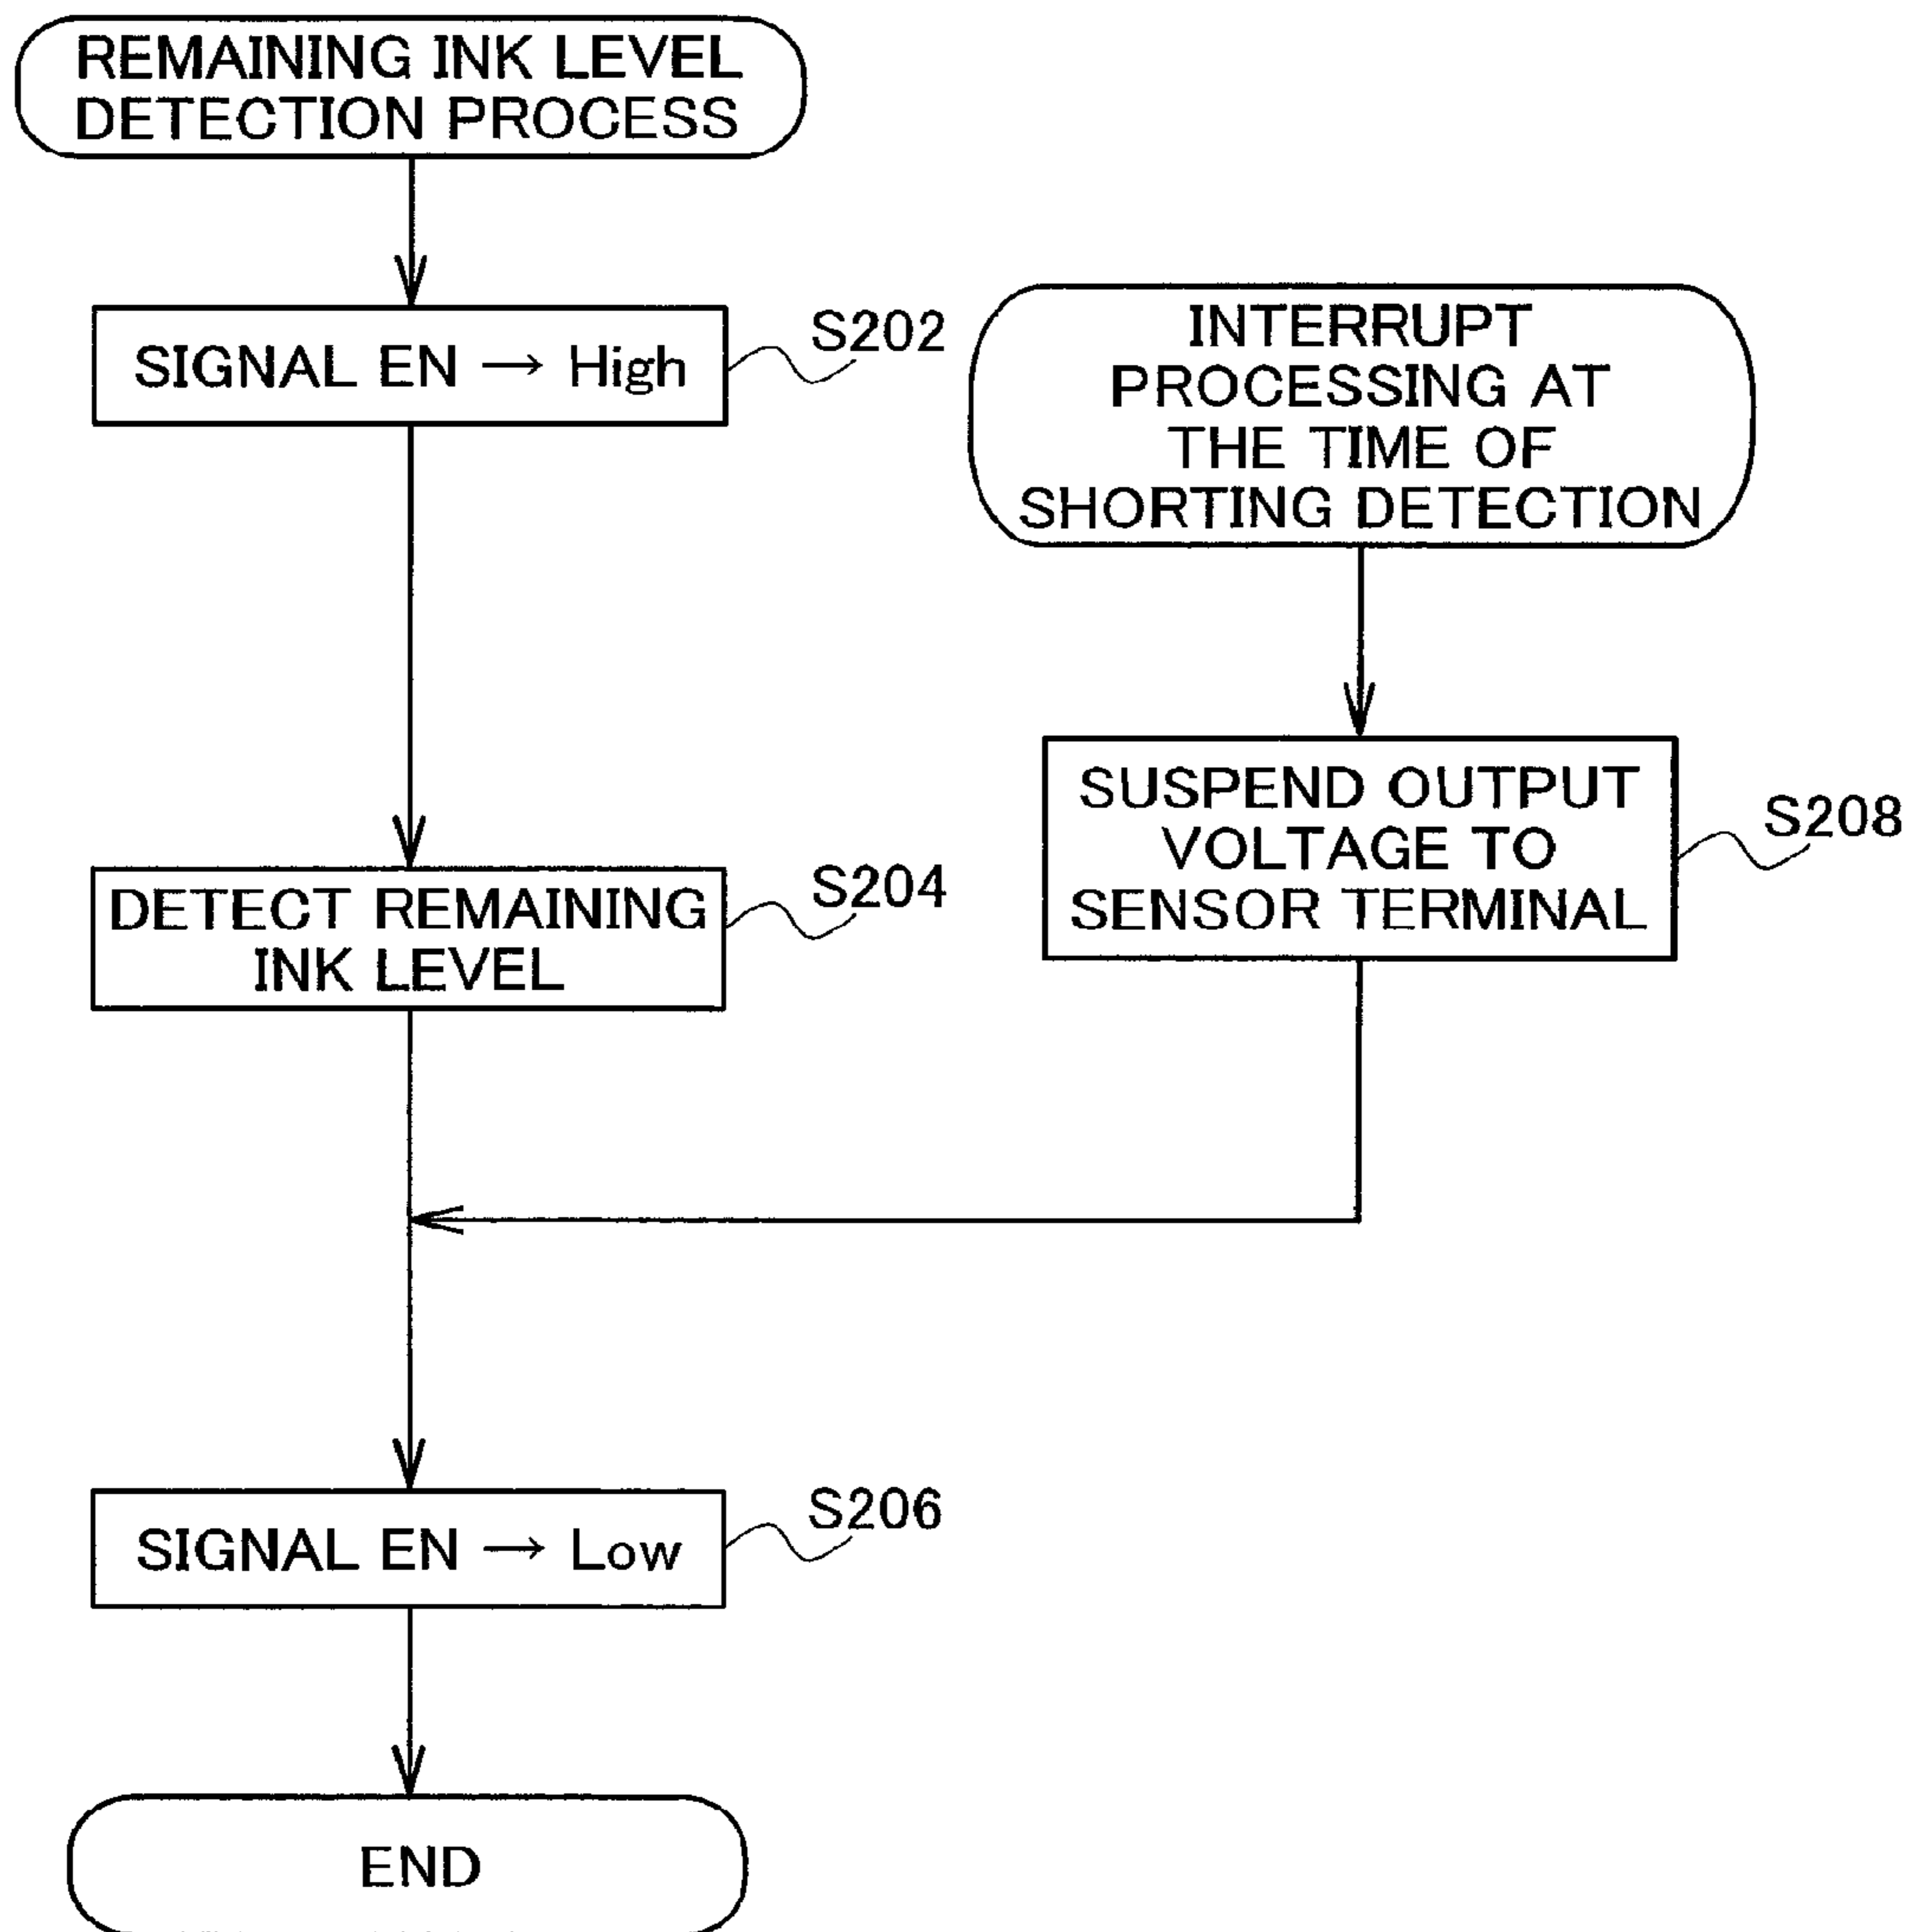 REMAINING INK LEVEL
DETECTION PROCESS
SIGNAL EN → High
S202
INTERRUPT
PROCESSING AT
THE TIME OF
SHORTING DETECTION
SUSPEND OUTPUT
VOLTAGE TO
SENSOR TERMINAL
S208
DETECT REMAINING
INK LEVEL
S204
SIGNAL EN → Low
S206
END